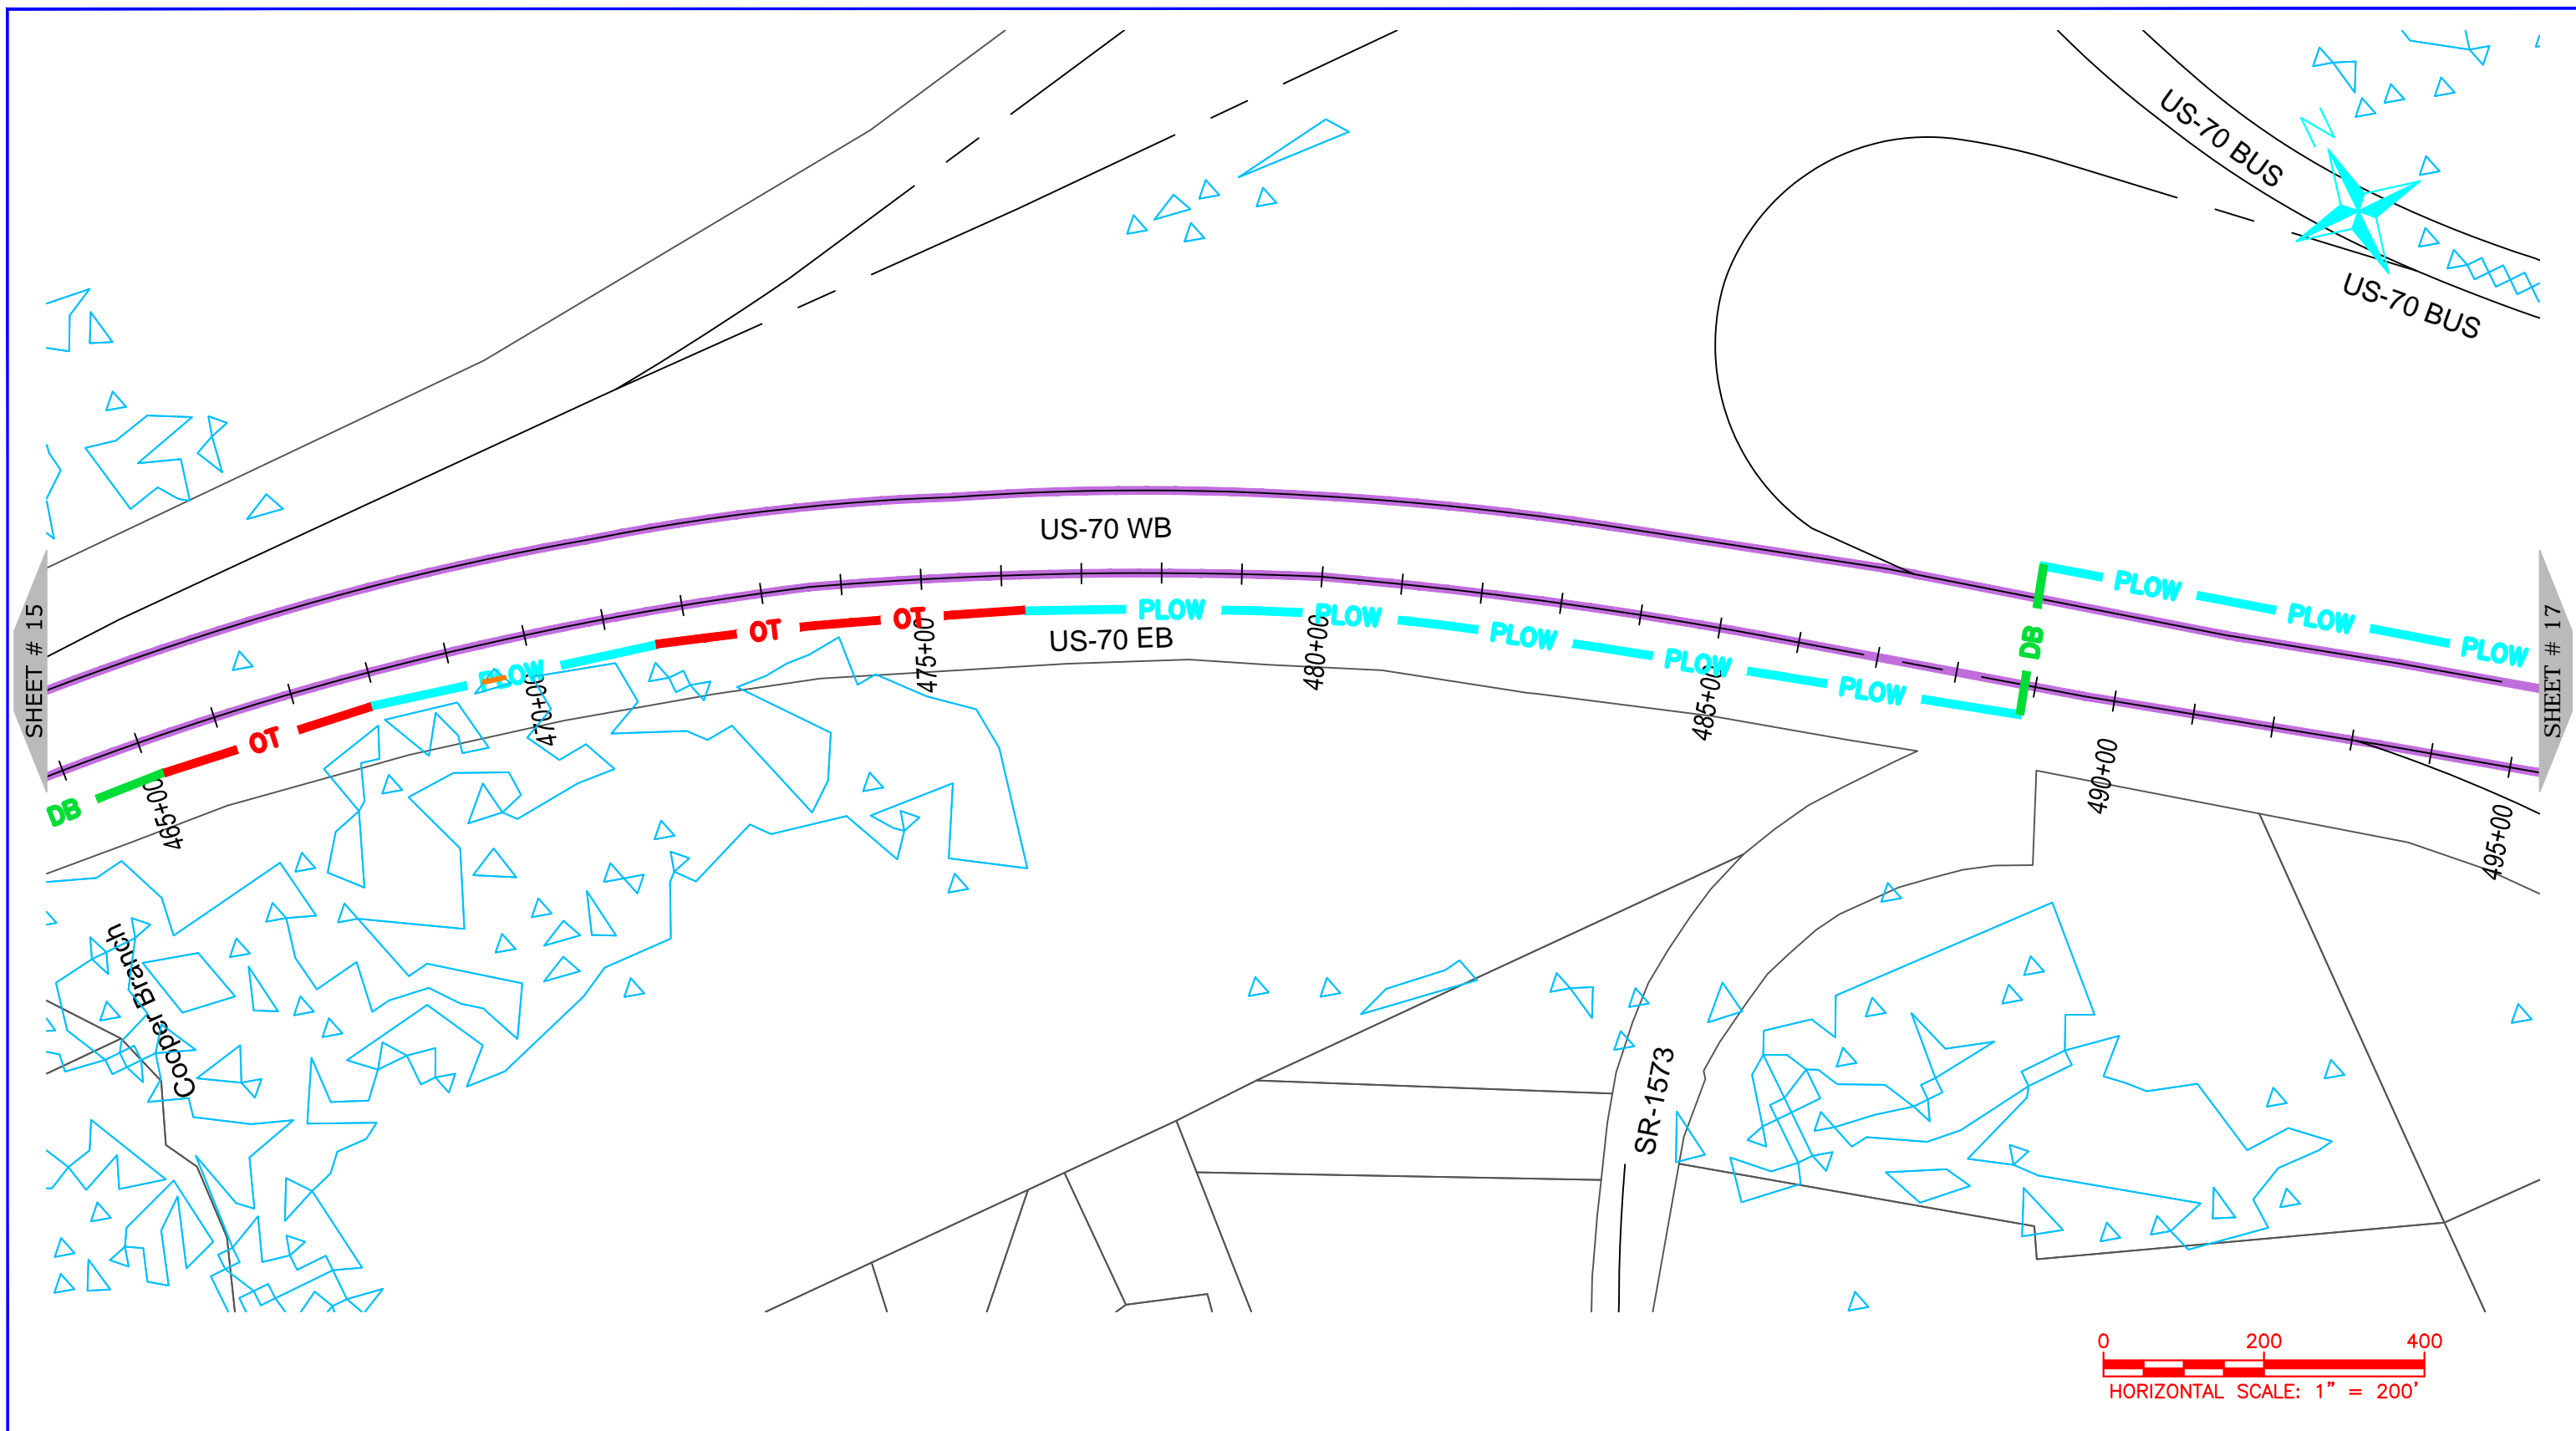 US-70 BUS
N
US-70 BUS
US-70 WB
US-70 EB
SHEET # 15
SHEET # 17
OT
OT
OT
PLOW
PLOW
PLOW
PLOW
PLOW
PLOW
PLOW
PLOW
PLOW
DB
DB
465+00
470+00
475+00
480+00
485+00
490+00
495+00
Cooper Branch
SR-1573
0 200 400
HORIZONTAL SCALE: 1" = 200'